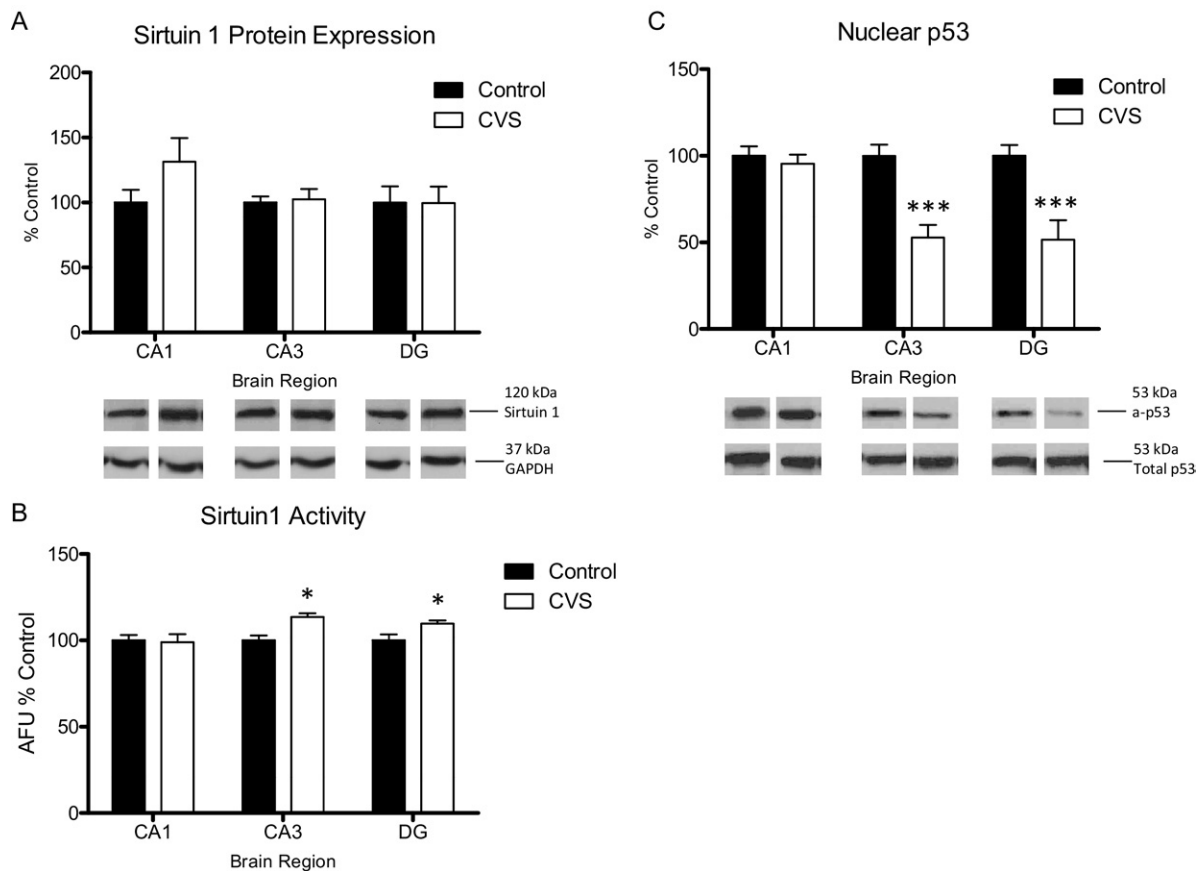 A
Sirtuin 1 Protein Expression
200
150
100
50
0
% Control
Control
CVS
CA1
CA3
DG
Brain Region
120 kDa
Sirtuin 1
37 kDa
GAPDH
B
Sirtuin1 Activity
150
100
50
0
AFU % Control
Control
CVS
*
*
CA1
CA3
DG
Brain Region
C
Nuclear p53
150
100
50
0
% Control
Control
CVS
***
***
CA1
CA3
DG
Brain Region
53 kDa
a-p53
53 kDa
Total p53